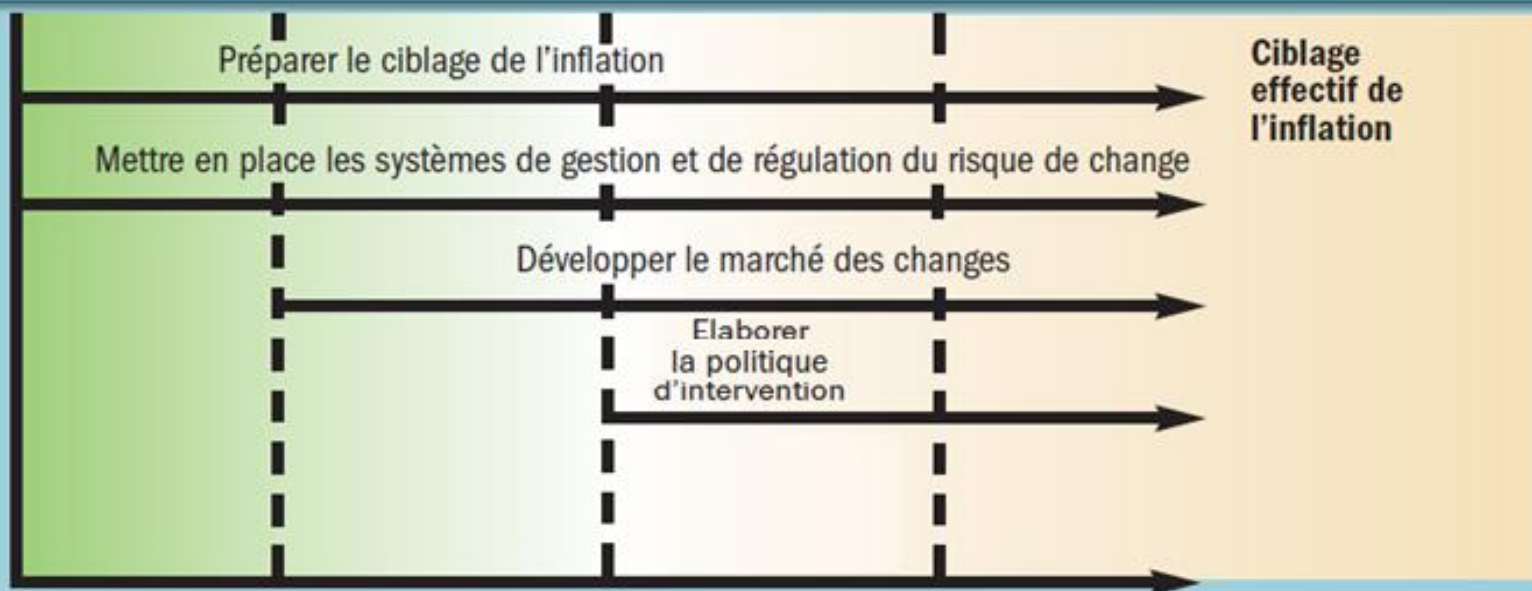 Préparer le ciblage de l'inflation
Ciblage
effectif de
l'inflation
Mettre en place les systèmes de gestion et de régulation du risque de change
Développer le marché des changes
Elaborer
la politique
d'intervention